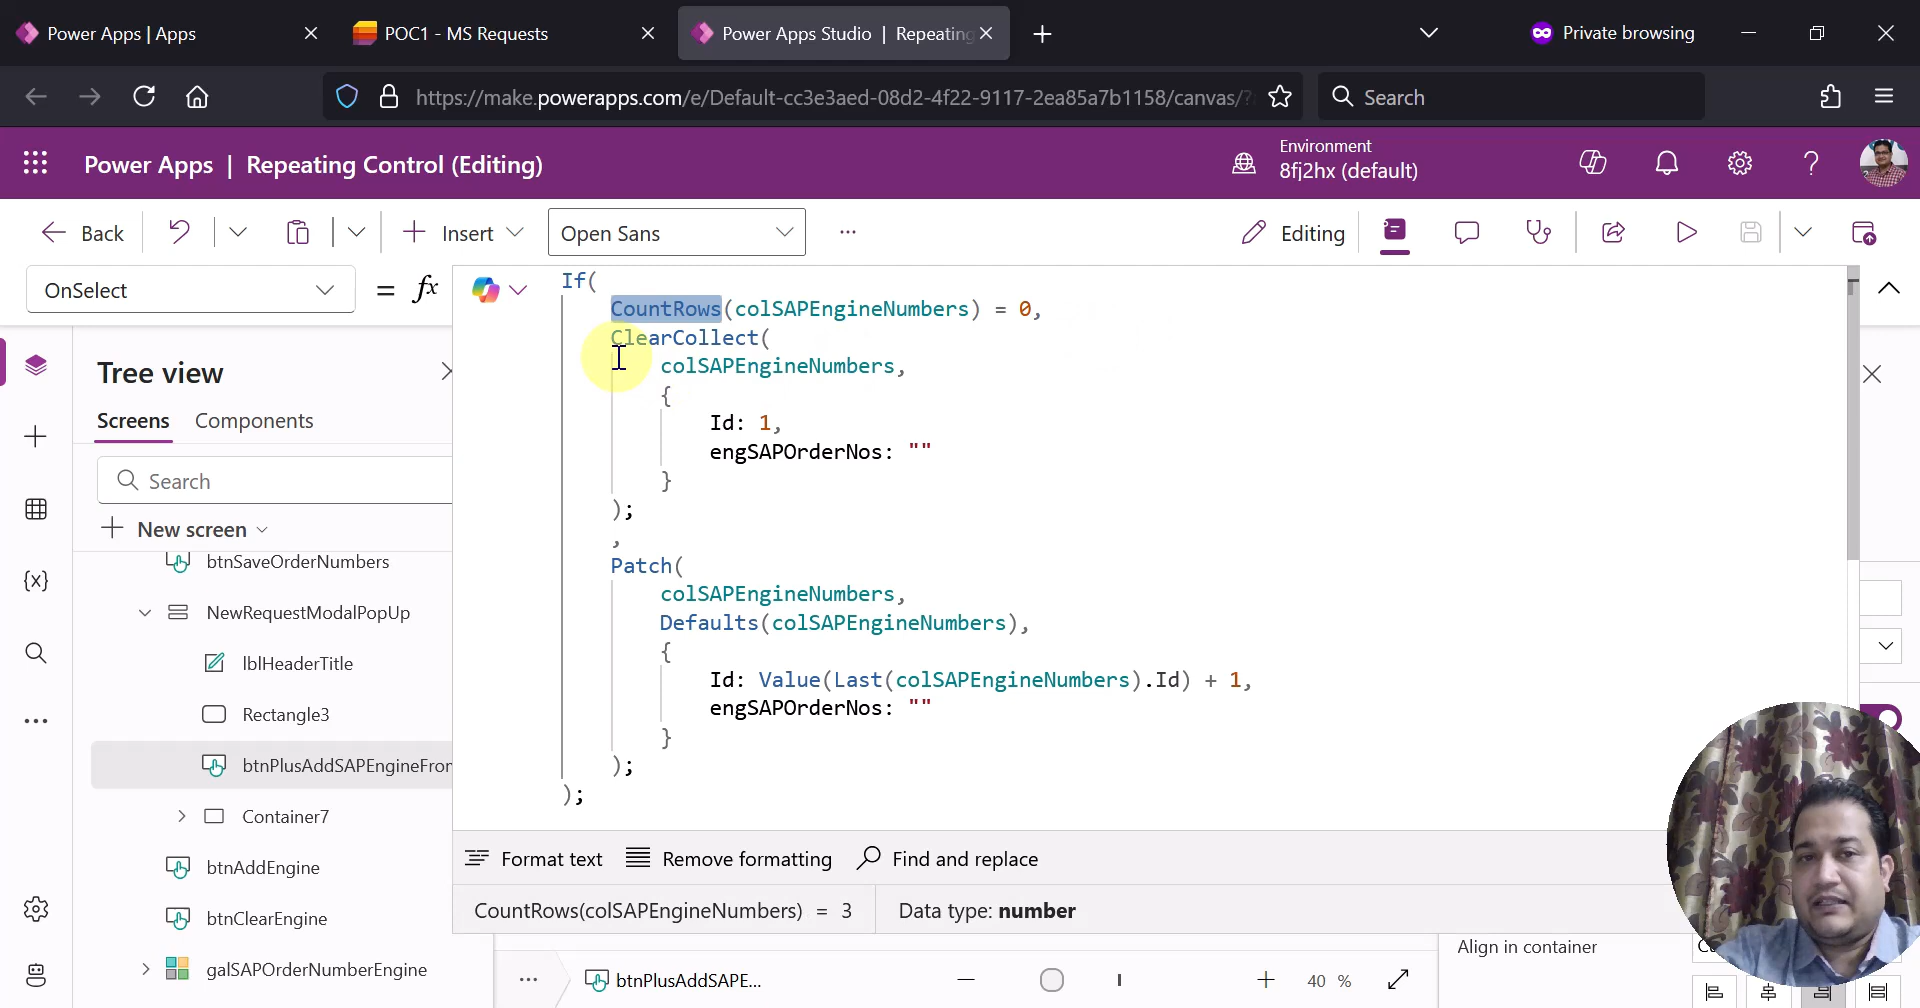 Power Apps | Apps
POC1 - MS Requests
Power Apps Studio | Repeating
Private browsing
https://make.powerapps.com/e/Default-cc3e3aed-08d2-4f22-9117-2ea85a7b1158/canvas/?
Search
Power Apps | Repeating Control (Editing)
Environment
8fj2hx (default)
Back
Insert
Open Sans
Editing
OnSelect
= fx
If(
CountRows(colSAPEngineNumbers) = 0,
ClearCollect(
colSAPEngineNumbers,
{
Id: 1,
engSAPOrderNos: ""
}
);
,
Patch(
colSAPEngineNumbers,
Defaults(colSAPEngineNumbers),
{
Id: Value(Last(colSAPEngineNumbers).Id) + 1,
engSAPOrderNos: ""
}
);
);
Tree view
Screens
Components
Search
New screen
btnSaveOrderNumbers
NewRequestModalPopUp
lblHeaderTitle
Rectangle3
btnPlusAddSAPEngineFron
Container7
btnAddEngine
btnClearEngine
galSAPOrderNumberEngine
Format text
Remove formatting
Find and replace
CountRows(colSAPEngineNumbers) = 3
Data type: number
btnPlusAddSAPE...
40 %
Align in container